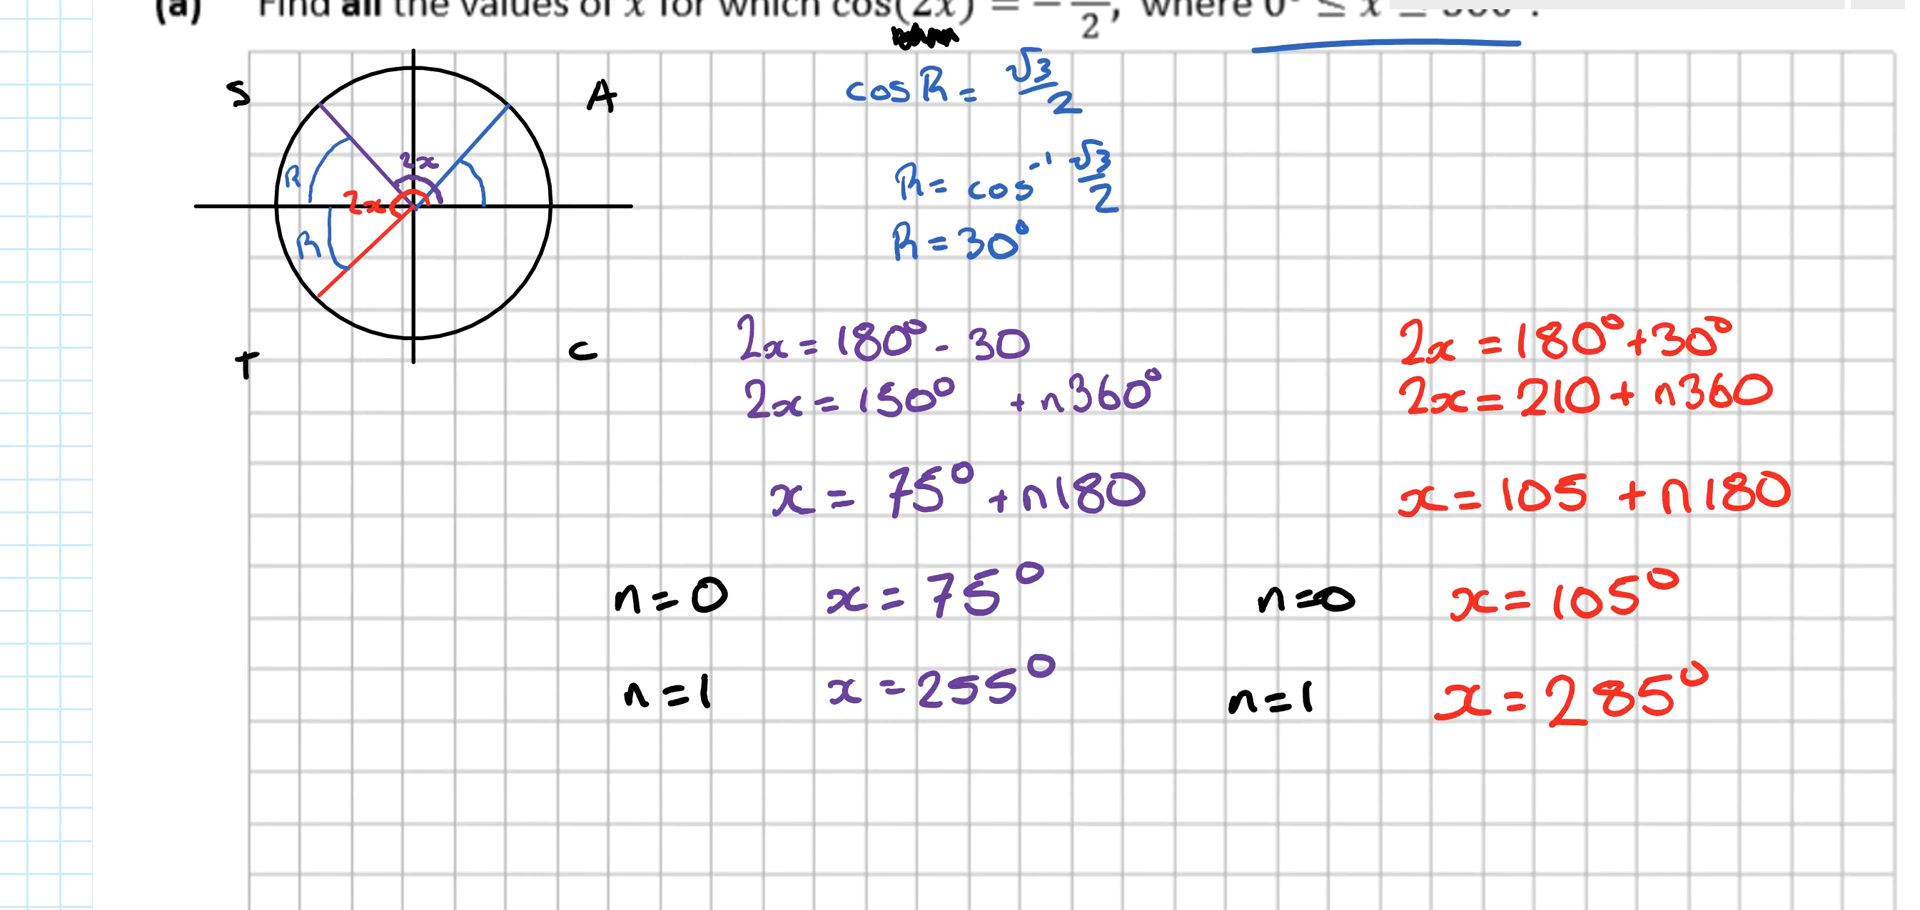 (a) Find all the values of x for which cos(2x) = - /2, where 0° ≤ x ≤ 360°.
S
A
T
C
R
R
2x
2x
cos R = √3/2
R = cos⁻¹ √3/2
R = 30°
2x = 180° - 30
2x = 150° + n360°
x = 75° + n180
n = 0 x = 75°
n = 1 x = 255°
2x = 180° + 30°
2x = 210 + n360
x = 105 + n180
n = 0 x = 105°
n = 1 x = 285°